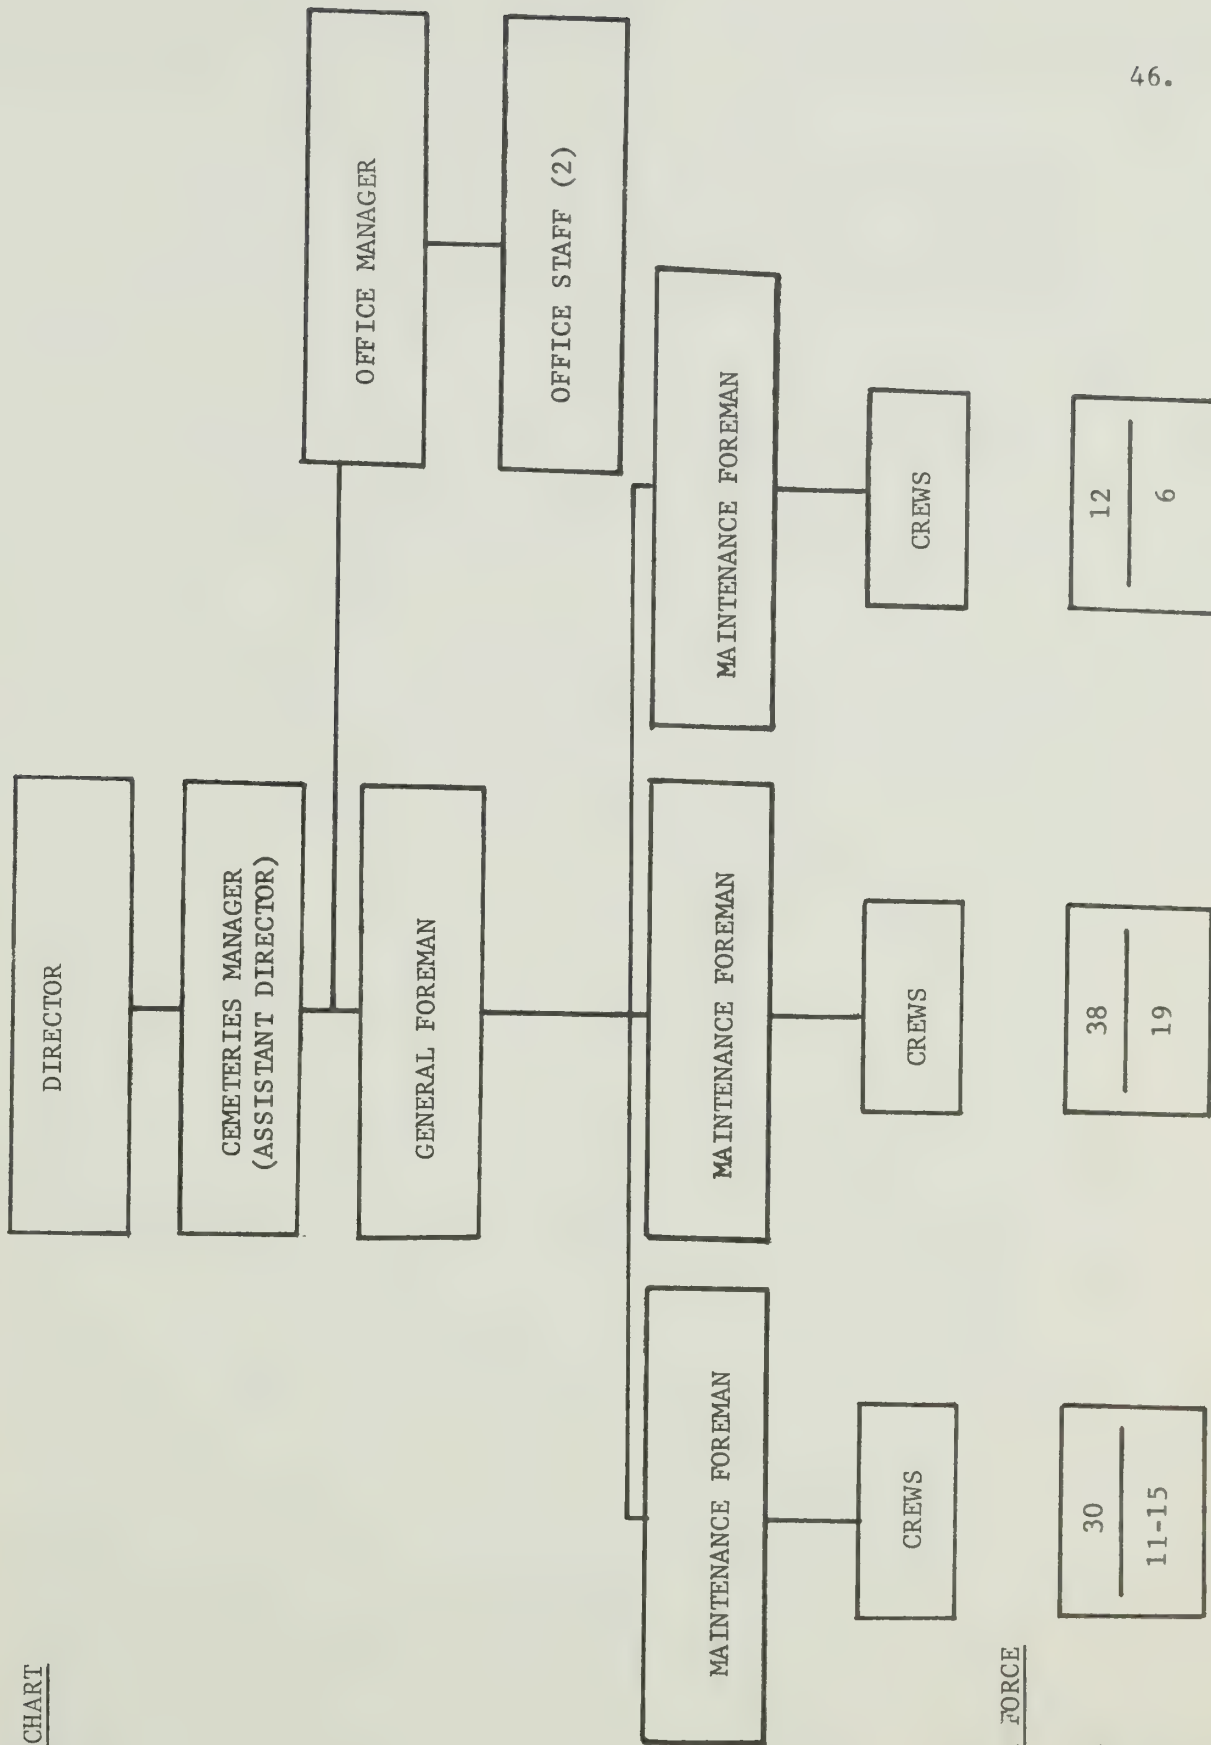 46.
CHART
DIRECTOR
CEMETERIES MANAGER
(ASSISTANT DIRECTOR)
OFFICE MANAGER
GENERAL FOREMAN
OFFICE STAFF (2)
MAINTENANCE FOREMAN
MAINTENANCE FOREMAN
MAINTENANCE FOREMAN
CREWS
CREWS
CREWS
FORCE
30
11-15
38
19
12
6